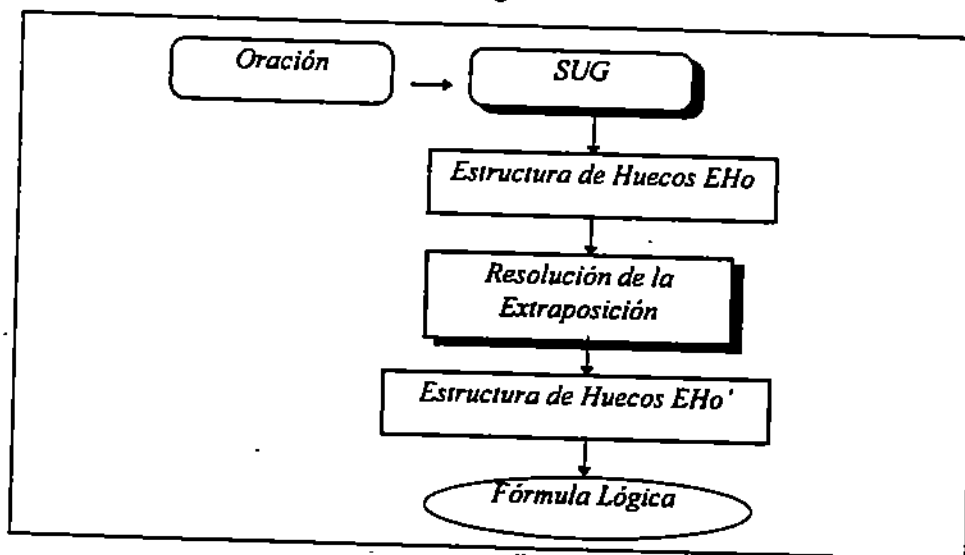 Oración
SUG
Estructura de Huecos EHo
Resolución de la
Extraposición
Estructura de Huecos EHo'
Fórmula Lógica